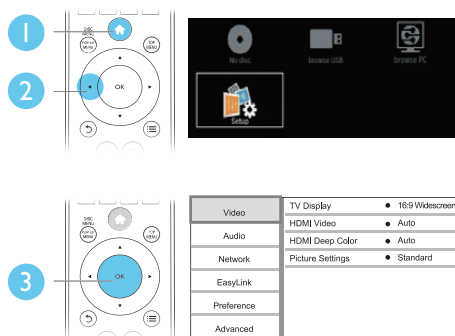 1
DISC
MENU
POP-UP
MENU
TOP
MENU
2
OK
No disc
browse USB
browse PC
Setup
DISC
MENU
POP-UP
MENU
TOP
MENU
3
OK
Video
Audio
Network
EasyLink
Preference
Advanced
TV Display
16:9 Widescreen
HDMI Video
Auto
HDMI Deep Color
Auto
Picture Settings
Standard